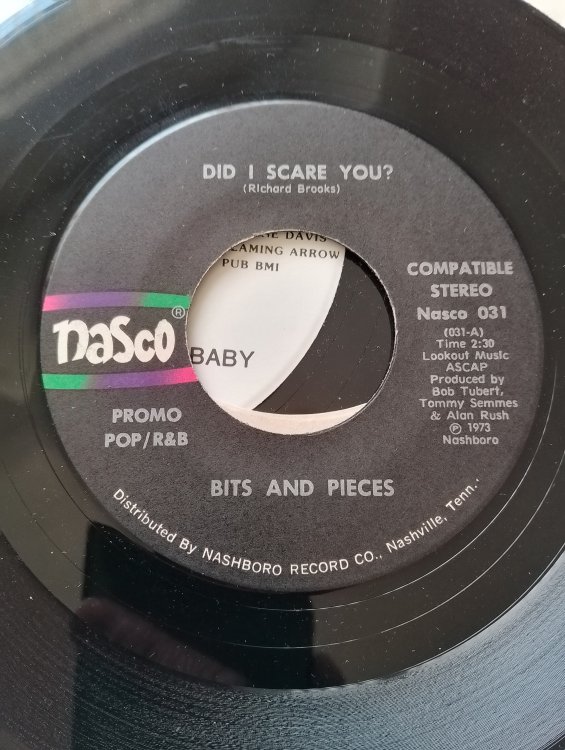 DID I SCARE YOU?
(Richard Brooks)
DAVIS
EAMING ARROW
PUB BMI
BABY
COMPATIBLE
STEREO
Nasco 031
(031-A)
Time 2:30
Lookout Music
ASCAP
Produced by
Bob Tubert,
Tommy Semmes
& Alan Rush
℗ 1973
Nashboro
nasco®
PROMO
POP/R&B
BITS AND PIECES
Distributed By NASHBORO RECORD CO., Nashville, Tenn.